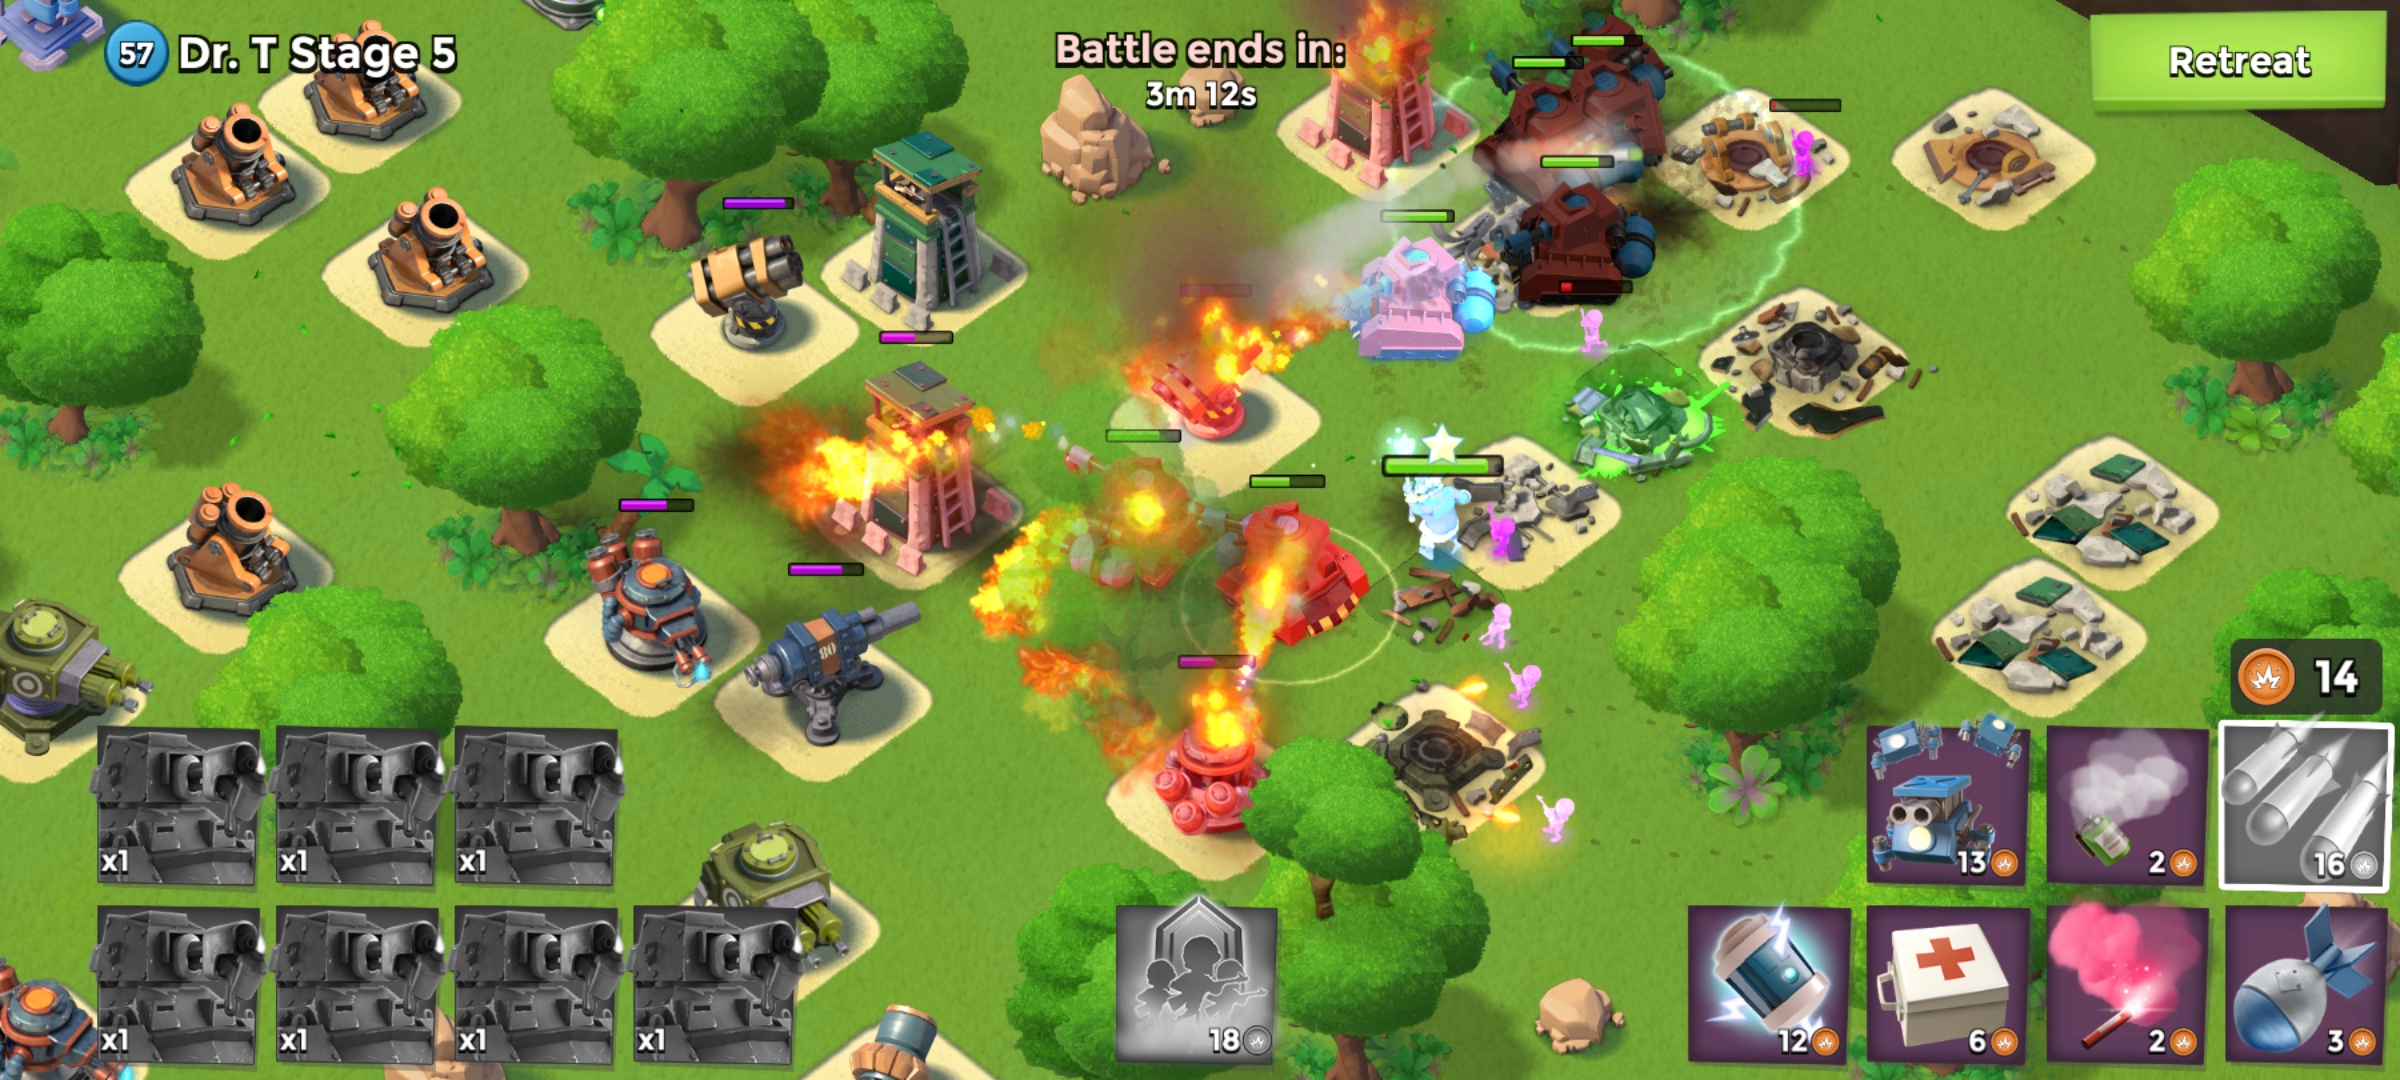 57 Dr. T Stage 5
Battle ends in:
3m 12s
Retreat
80
14
x1 x1 x1
13 2 16
x1 x1 x1 x1
18
12 6 2 3